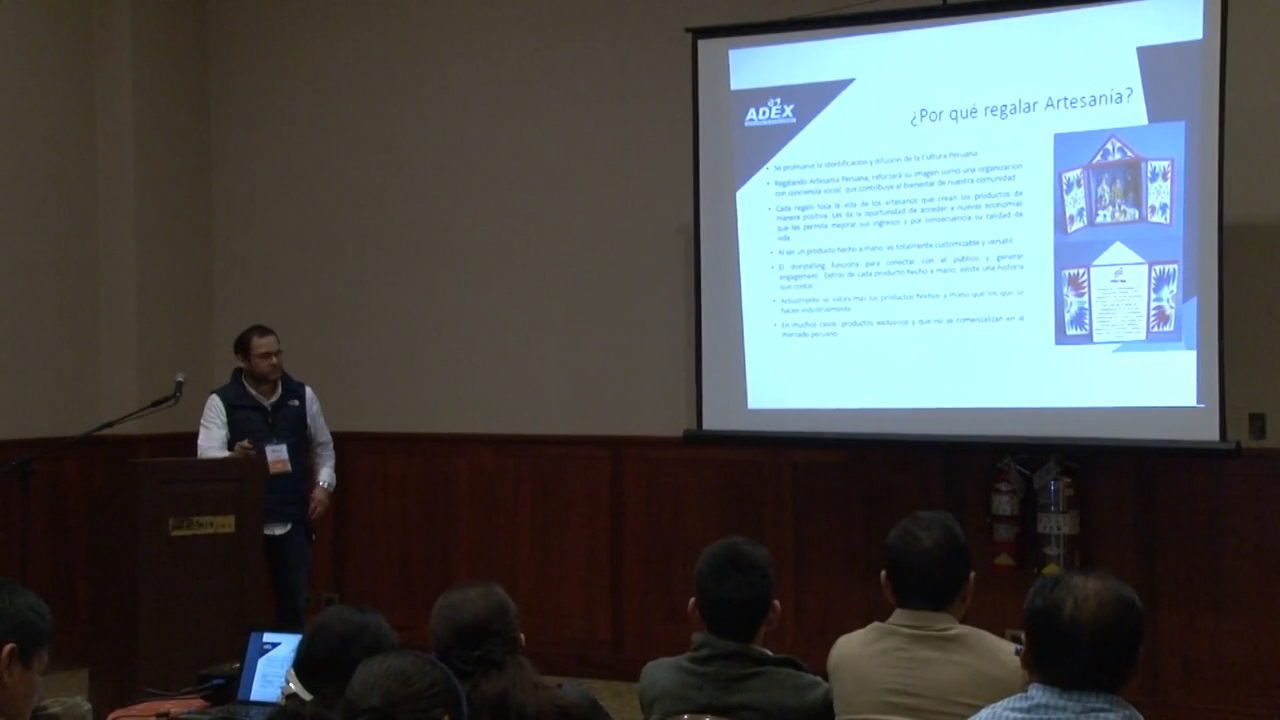 ADEX
¿Por qué regalar Artesanía?
• Se promueve la identificación y difusión de la Cultura Peruana
• Regalando Artesanía Peruana, reforzará su imagen como una organización
con conciencia social, que contribuye al bienestar de nuestra comunidad.
• Cada regalo toca la vida de los artesanos que crean los productos de
manera positiva. Les da la oportunidad de acceder a nuevas economías
que les permita mejorar sus ingresos y por consecuencia su calidad de
vida.
• Al ser un producto hecho a mano, es totalmente customizable y versátil.
• El storytelling funciona para conectar con el público y generar
engagement. Detrás de cada producto hecho a mano, existe una historia
que contar.
• Actualmente se valora más los productos hechos a mano que los que se
hacen industrialmente.
• En muchos casos, productos exclusivos y que no se comercializan en el
mercado peruano.